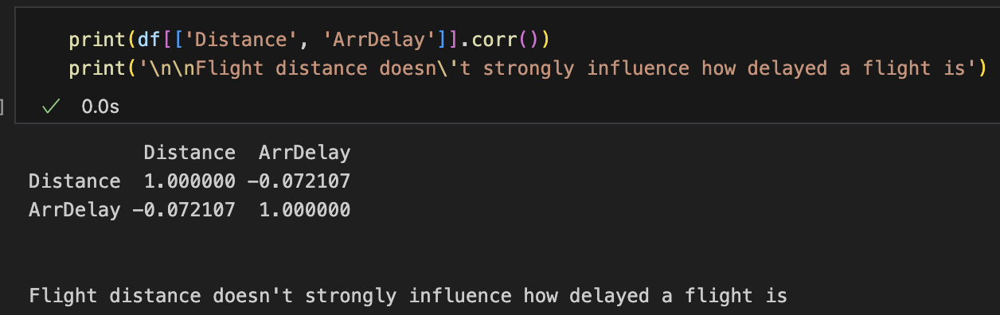 print(df[['Distance', 'ArrDelay']].corr())
print('\n\nFlight distance doesn\'t strongly influence how delayed a flight is')
] ✓ 0.0s
Distance ArrDelay
Distance 1.000000 -0.072107
ArrDelay -0.072107 1.000000
Flight distance doesn't strongly influence how delayed a flight is